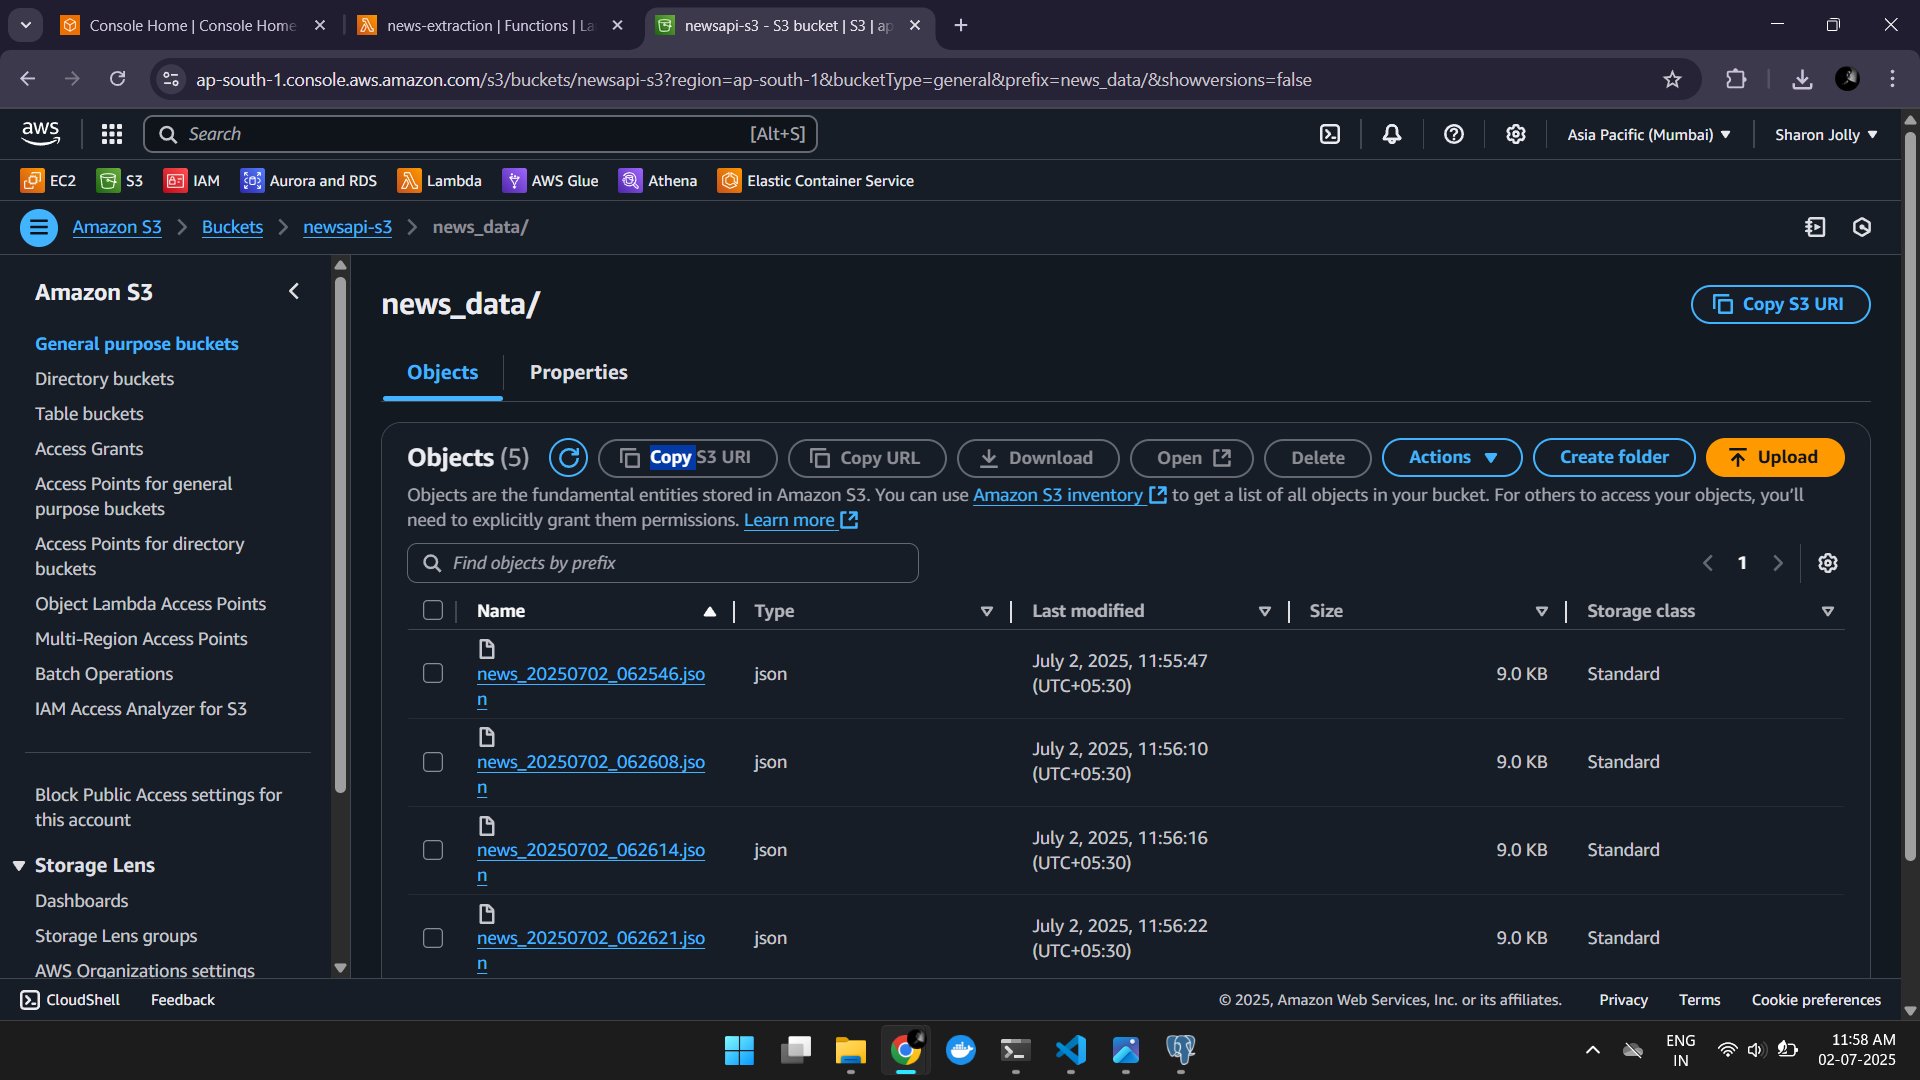 Console Home | Console Home
news-extraction | Functions | La
newsapi-s3 - S3 bucket | S3 | ap
ap-south-1.console.aws.amazon.com/s3/buckets/newsapi-s3?region=ap-south-1&bucketType=general&prefix=news_data/&showversions=false
aws
Search
[Alt+S]
Asia Pacific (Mumbai)
Sharon Jolly
EC2
S3
IAM
Aurora and RDS
Lambda
AWS Glue
Athena
Elastic Container Service
Amazon S3
Buckets
newsapi-s3
news_data/
Amazon S3
General purpose buckets
Directory buckets
Table buckets
Access Grants
Access Points for general
purpose buckets
Access Points for directory
buckets
Object Lambda Access Points
Multi-Region Access Points
Batch Operations
IAM Access Analyzer for S3
Block Public Access settings for
this account
Storage Lens
Dashboards
Storage Lens groups
AWS Organizations settings
news_data/
Copy S3 URI
Objects
Properties
Objects (5)
Copy S3 URI
Copy URL
Download
Open
Delete
Actions
Create folder
Upload
Objects are the fundamental entities stored in Amazon S3. You can use Amazon S3 inventory to get a list of all objects in your bucket. For others to access your objects, you'll
need to explicitly grant them permissions. Learn more
Find objects by prefix
1
Name
Type
Last modified
Size
Storage class
news_20250702_062546.jso
n
json
July 2, 2025, 11:55:47
(UTC+05:30)
9.0 KB
Standard
news_20250702_062608.jso
n
json
July 2, 2025, 11:56:10
(UTC+05:30)
9.0 KB
Standard
news_20250702_062614.jso
n
json
July 2, 2025, 11:56:16
(UTC+05:30)
9.0 KB
Standard
news_20250702_062621.jso
n
json
July 2, 2025, 11:56:22
(UTC+05:30)
9.0 KB
Standard
CloudShell
Feedback
© 2025, Amazon Web Services, Inc. or its affiliates.
Privacy
Terms
Cookie preferences
ENG
IN
11:58 AM
02-07-2025